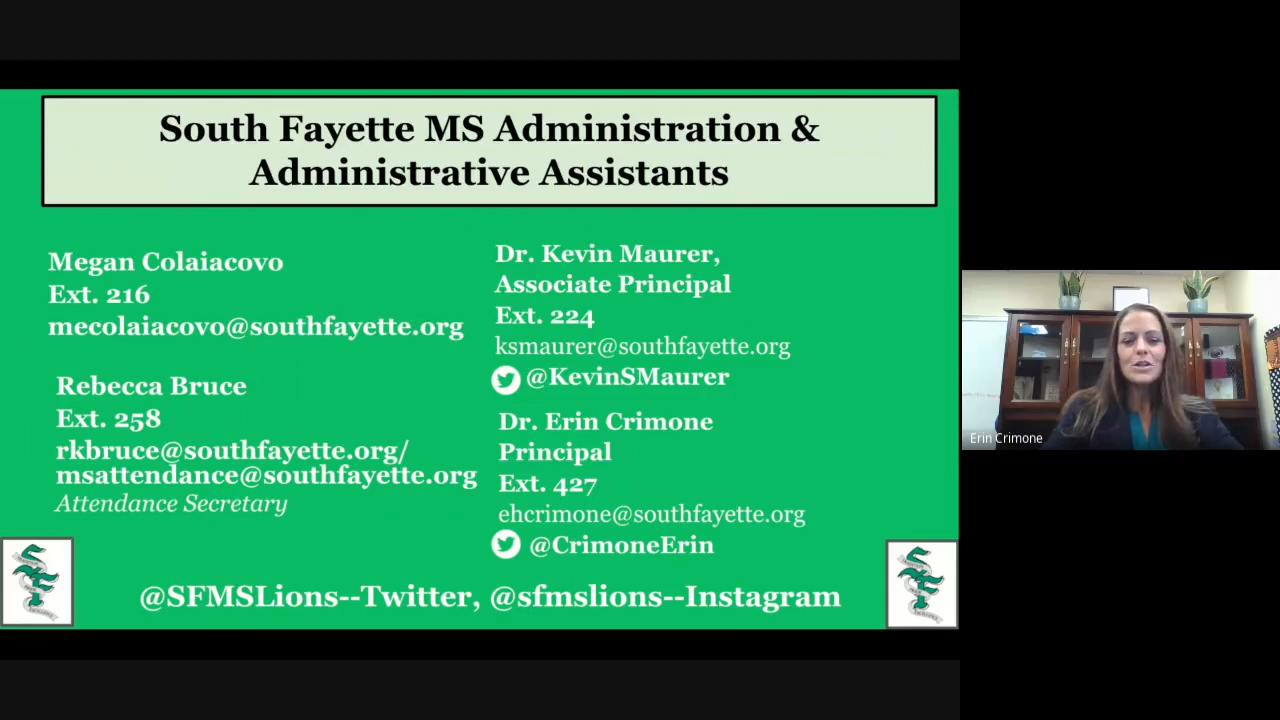 South Fayette MS Administration &
Administrative Assistants
Megan Colaiacovo
Ext. 216
mecolaiacovo@southfayette.org
Rebecca Bruce
Ext. 258
rkbruce@southfayette.org/
msattendance@southfayette.org
Attendance Secretary
Dr. Kevin Maurer,
Associate Principal
Ext. 224
ksmaurer@southfayette.org
@KevinSMaurer
Dr. Erin Crimone
Principal
Ext. 427
ehcrimone@southfayette.org
@CrimoneErin
@SFMSLions--Twitter, @sfmslions--Instagram
Erin Crimone